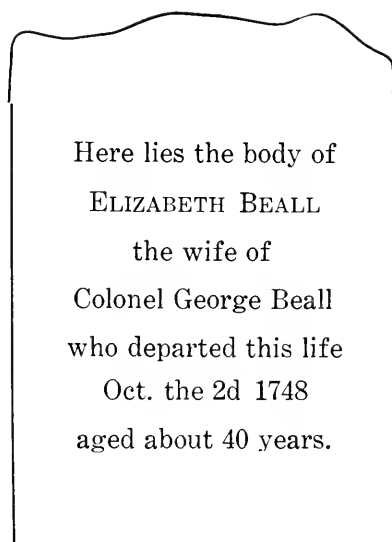 Here lies the body of
ELIZABETH BEALL
the wife of
Colonel George Beall
who departed this life
Oct. the 2d 1748
aged about 40 years.